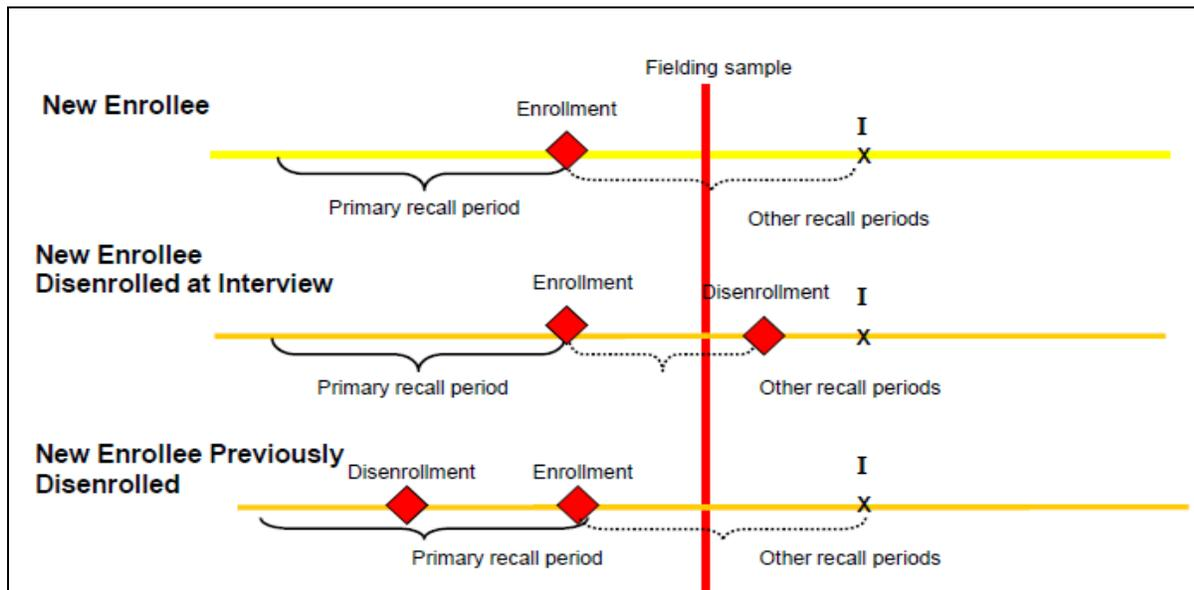 Fielding sample
New Enrollee
Enrollment
I
X
Primary recall period
Other recall periods
New Enrollee
Disenrolled at Interview
Enrollment
Disenrollment
I
X
Primary recall period
Other recall periods
New Enrollee Previously
Disenrolled
Disenrollment
Enrollment
I
X
Primary recall period
Other recall periods